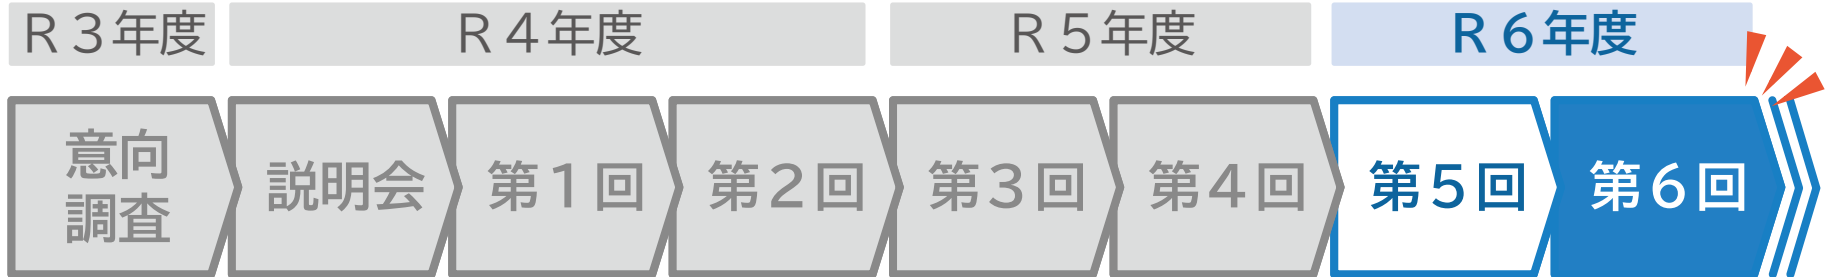 R３年度
R４年度
R５年度
R６年度
意向
調査
説明会
第１回
第２回
第３回
第４回
第５回
第６回